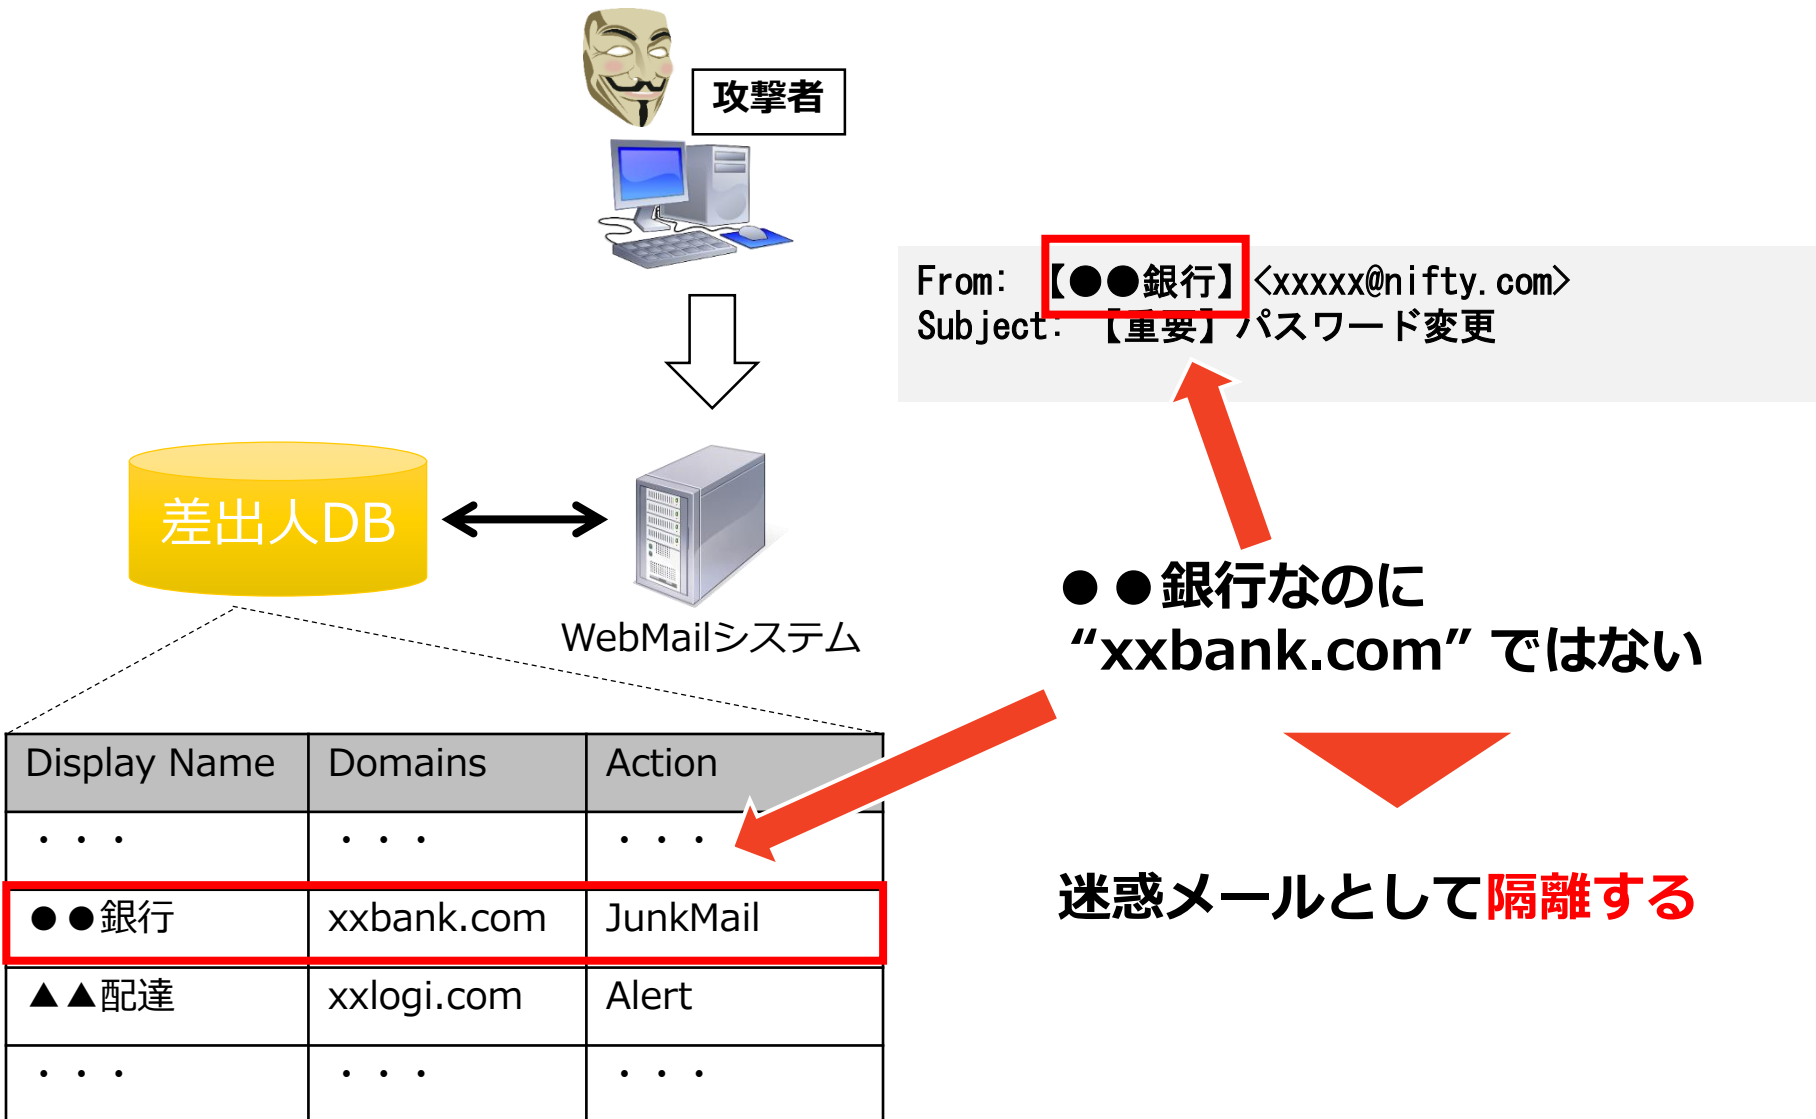 攻撃者
From: 【●●銀行】<xxxxx@nifty.com>
Subject: 【重要】パスワード変更
差出人DB
WebMailシステム
●●銀行なのに
“xxbank.com” ではない
迷惑メールとして隔離する
Display Name Domains Action
・・・ ・・・ ・・・
●●銀行 xxbank.com JunkMail
▲▲配達 xxlogi.com Alert
・・・ ・・・ ・・・